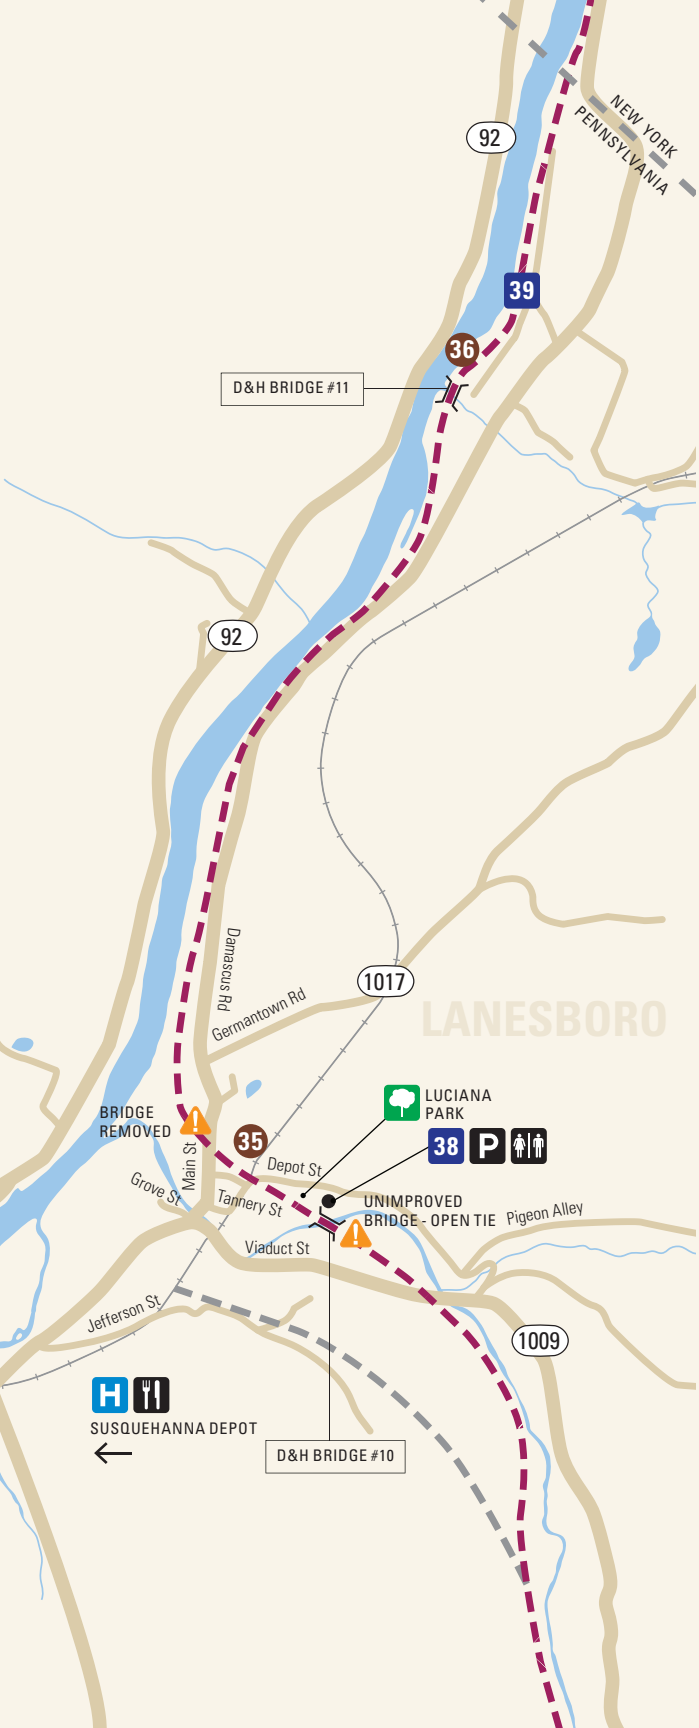 92
NEW YORK
PENNSYLVANIA
39
36
D&H BRIDGE #11
92
Damascus Rd
1017
Germantown Rd
LANESBORO
LUCIANA
PARK
BRIDGE
REMOVED
!
35
38 P
Main St
Depot St
Grove St
Tannery St
UNIMPROVED
BRIDGE - OPEN TIE
!
Pigeon Alley
Viaduct St
Jefferson St
1009
H
SUSQUEHANNA DEPOT
D&H BRIDGE #10